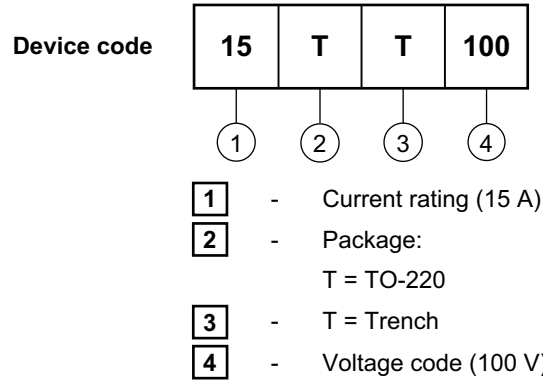 Device code 15 T T 100
1 2 3 4
1 - Current rating (15 A)
2 - Package:
T = TO-220
3 - T = Trench
4 - Voltage code (100 V)